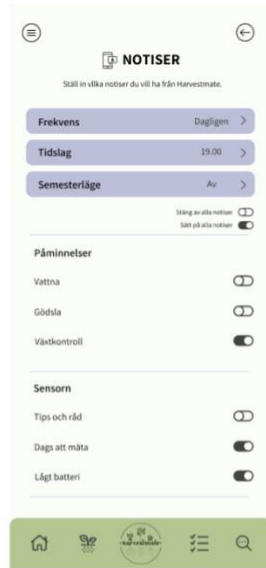 NOTISER
Ställ in vilka notiser du vill ha från Harvestmate.
Frekvens Dagligen
Tidslag 19.00
Semesterläge Av
Stäng av alla notiser
Sätt på alla notiser
Påminnelser
Vattna
Gödsla
Växtkontroll
Sensorn
Tips och råd
Dags att mäta
Lågt batteri
harvestmate